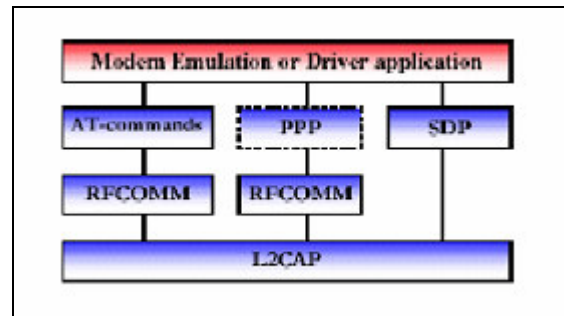 Modem Emulation or Driver application
AT-commands PPP SDP
RFCOMM RFCOMM
L2CAP